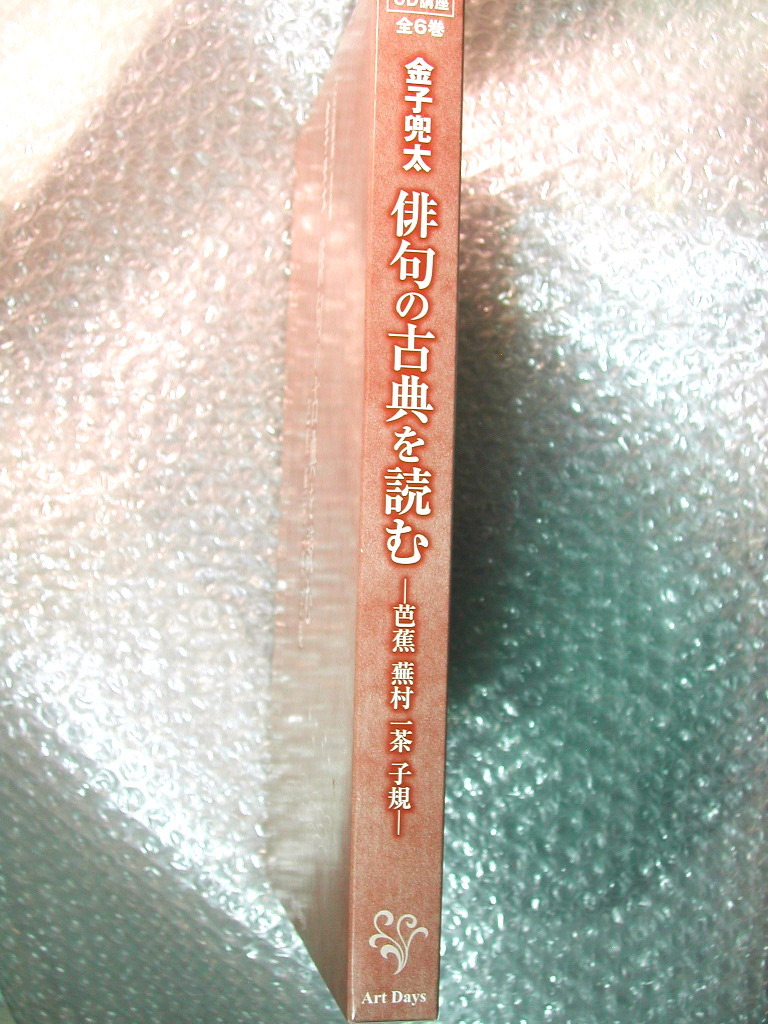 CD講座
全6巻
金子兜太
俳句の古典を読む
―芭蕉 蕪村 一茶 子規―
Art Days